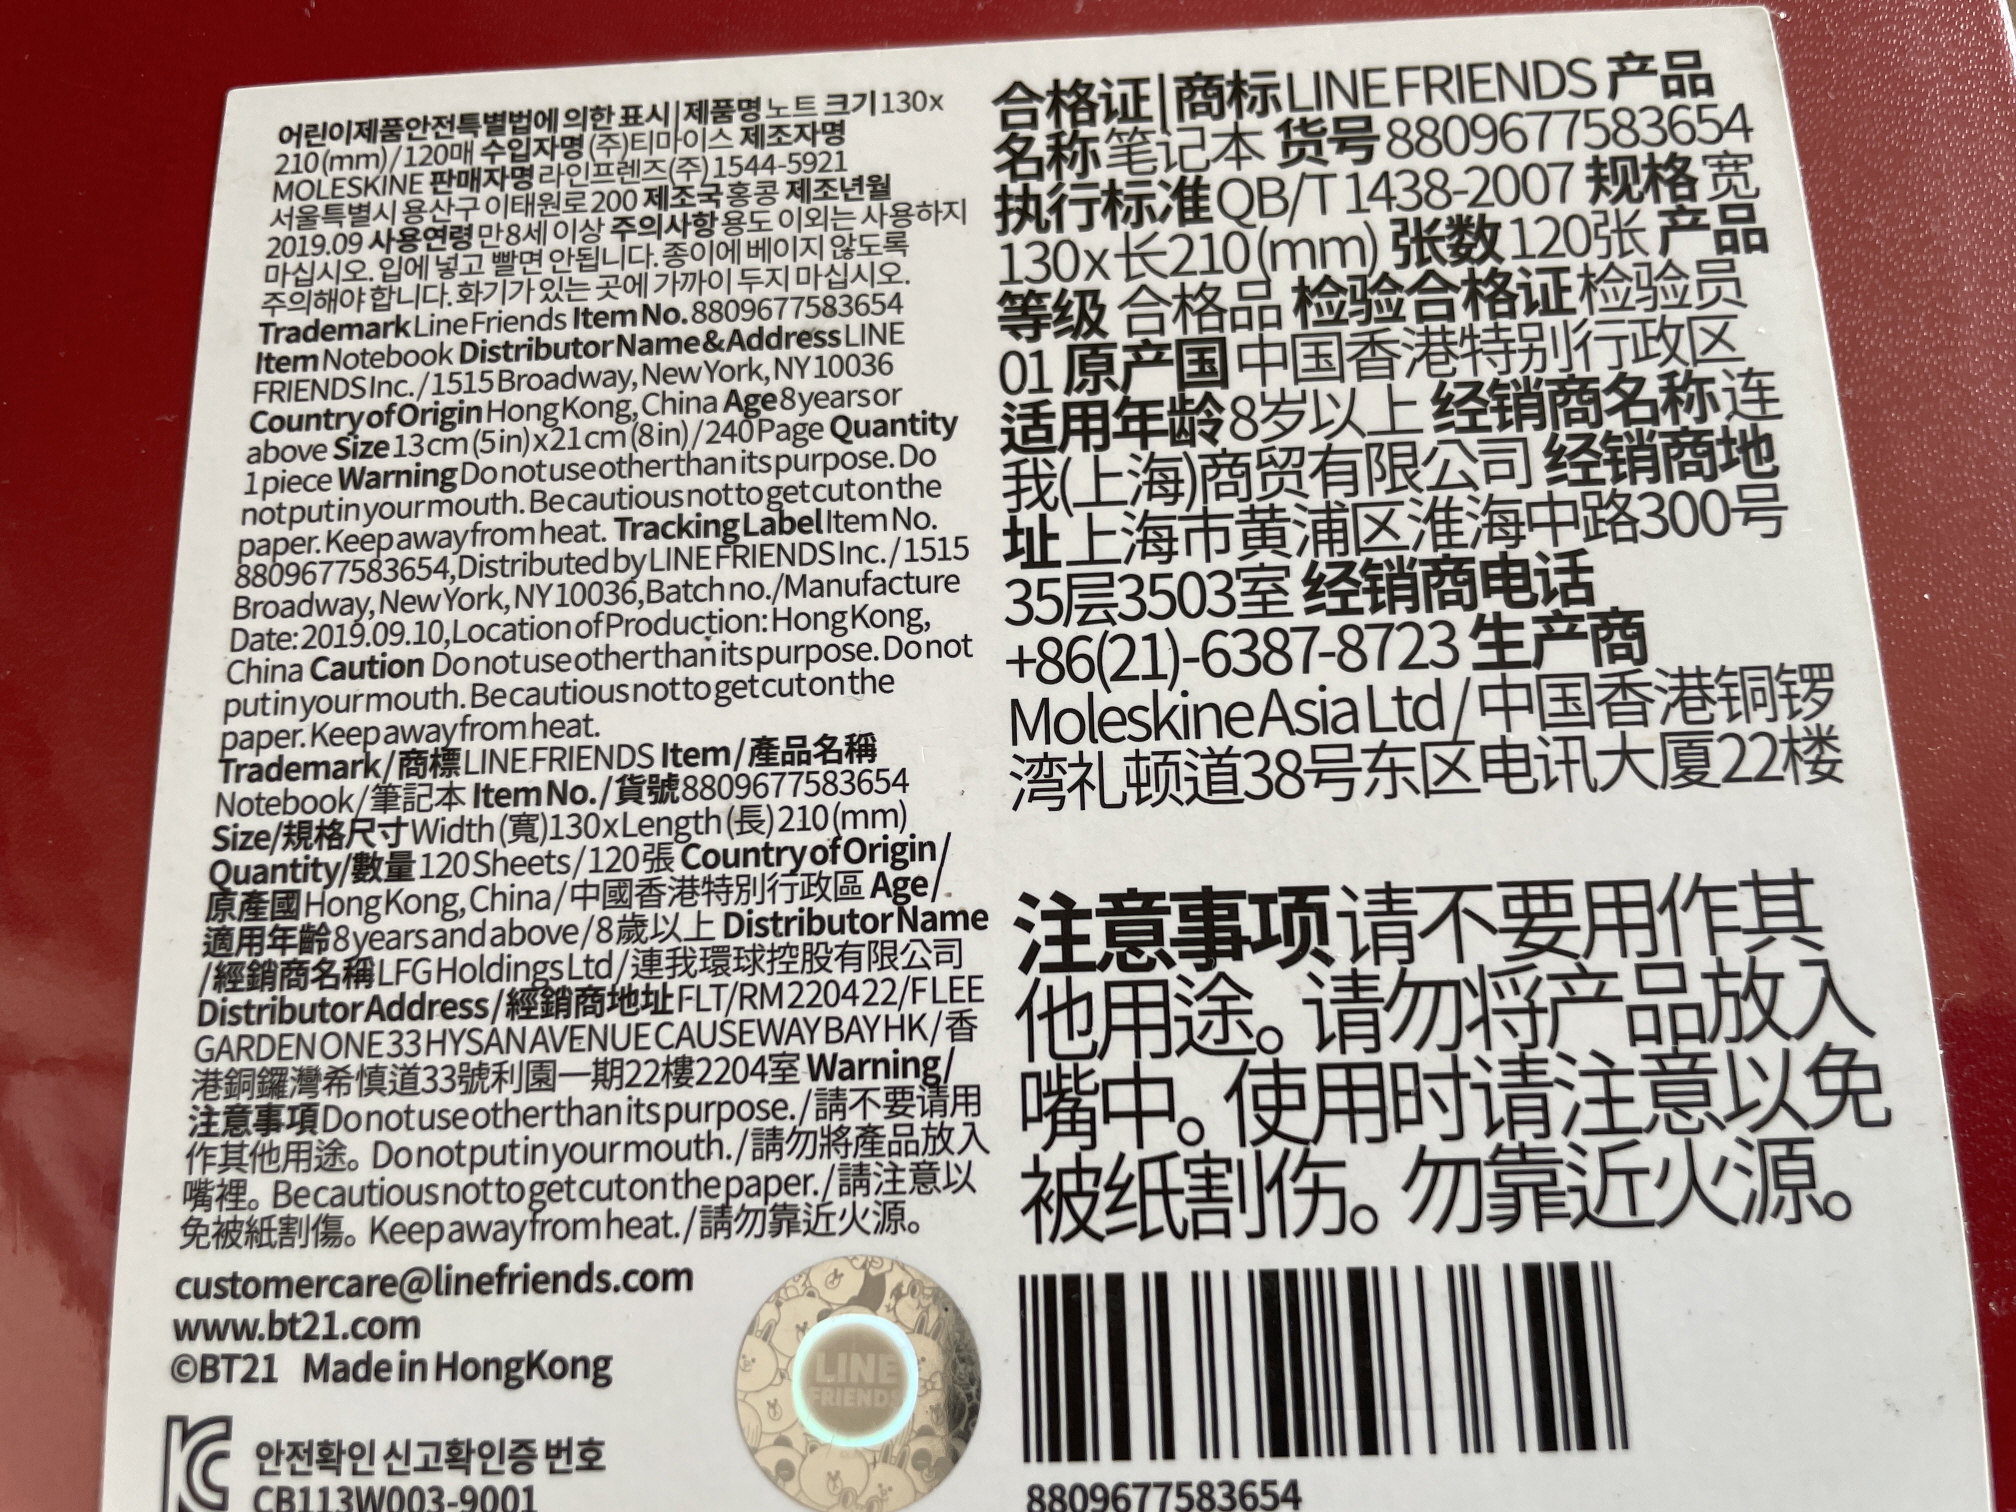 어린이제품안전특별법에 의한 표시 | 제품명 노트 크기 130x
210(mm)/120매 수입자명 (주)티마이스 제조자명
MOLESKINE 판매자명 라인프렌즈(주) 1544-5921
서울특별시 용산구 이태원로 200 제조국 홍콩 제조년월
2019.09 사용연령 만8세 이상 주의사항 용도 이외는 사용하지
마십시오. 입에 넣고 빨면 안됩니다. 종이에 베이지 않도록
주의해야 합니다. 화기가 있는 곳에 가까이 두지 마십시오.
Trademark Line Friends Item No. 8809677583654
Item Notebook Distributor Name & Address LINE
FRIENDS Inc. / 1515 Broadway, New York, NY 10036
Country of Origin Hong Kong, China Age 8 years or
above Size 13 cm (5 in) x 21 cm (8 in) / 240 Page Quantity
1 piece Warning Do not use other than its purpose. Do
not put in your mouth. Be cautious not to get cut on the
paper. Keep away from heat. Tracking Label Item No.
8809677583654, Distributed by LINE FRIENDS Inc. / 1515
Broadway, New York, NY 10036, Batch no./Manufacture
Date: 2019.09.10, Location of Production: Hong Kong,
China Caution Do not use other than its purpose. Do not
put in your mouth. Be cautious not to get cut on the
paper. Keep away from heat.
Trademark/商標 LINE FRIENDS Item/產品名稱
Notebook/筆記本 Item No./貨號 8809677583654
Size/規格尺寸 Width (寬) 130 x Length (長) 210 (mm)
Quantity/數量 120 Sheets/120張 Country of Origin/
原產國 Hong Kong, China/中國香港特別行政區 Age/
適用年齡 8 years and above/8歲以上 Distributor Name
/經銷商名稱 LFG Holdings Ltd/連我環球控股有限公司
Distributor Address/經銷商地址 FLT/RM 2204 22/F LEE
GARDEN ONE 33 HYSAN AVENUE CAUSEWAY BAY HK/香
港銅鑼灣希慎道33號利園一期22樓2204室 Warning/
注意事項 Do not use other than its purpose./請不要请用
作其他用途。Do not put in your mouth./請勿將產品放入
嘴裡。Be cautious not to get cut on the paper./請注意以
免被紙割傷。Keep away from heat./請勿靠近火源。
customercare@linefriends.com
www.bt21.com
©BT21 Made in Hong Kong
안전확인 신고확인증 번호
CB113W003-9001
LINE
FRIENDS
合格证 | 商标 LINE FRIENDS 产品
名称 笔记本 货号 8809677583654
执行标准 QB/T 1438-2007 规格 宽
130 x 长210 (mm) 张数 120张 产品
等级 合格品 检验合格证 检验员
01 原产国 中国香港特别行政区
适用年龄 8岁以上 经销商名称 连
我(上海)商贸有限公司 经销商地
址 上海市黄浦区淮海中路300号
35层3503室 经销商电话
+86(21)-6387-8723 生产商
Moleskine Asia Ltd/中国香港铜锣
湾礼顿道38号东区电讯大厦22楼
注意事项 请不要用作其
他用途。请勿将产品放入
嘴中。使用时请注意以免
被纸割伤。勿靠近火源。
8809677583654